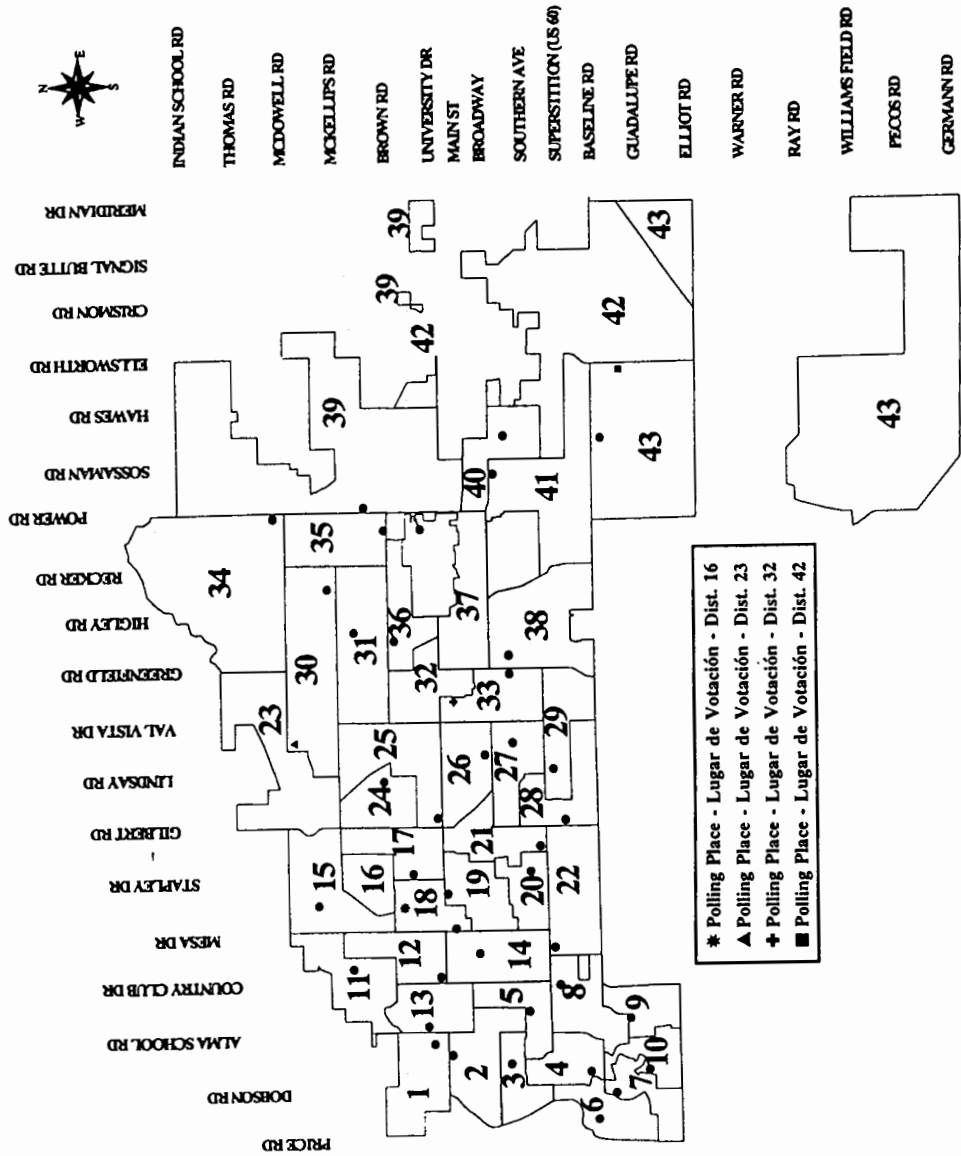 N
W
E
S
INDIAN SCHOOL RD
THOMAS RD
MCDOWELL RD
MCKELLIPS RD
BROWN RD
UNIVERSITY DR
MAIN ST
BROADWAY
SOUTHERN AVE
SUPERSTITION (US 60)
BASELINE RD
GUADALUPE RD
ELLIOT RD
WARNER RD
RAY RD
WILLIAMS FIELD RD
PECOS RD
GERMANN RD
MERIDIAN DR
SIGNAL BUTTE RD
CRISMON RD
ELLSWORTH RD
HAWES RD
SOSSAMAN RD
POWER RD
RECKER RD
HIGLEY RD
GREENFIELD RD
VAL VISTA DR
LINDSAY RD
GILBERT RD
STAPLEY DR
MESA DR
COUNTRY CLUB DR
ALMA SCHOOL RD
DOBSON RD
PRICE RD
39
39
39
42
42
43
43
43
34
35
40
41
30
31
36
37
38
23
32
33
25
24
26
27
28
29
15
16
17
18
19
20
21
22
11
12
13
14
5
8
9
1
2
3
4
6
7
10
Polling Place - Lugar de Votación - Dist. 16
Polling Place - Lugar de Votación - Dist. 23
Polling Place - Lugar de Votación - Dist. 32
Polling Place - Lugar de Votación - Dist. 42